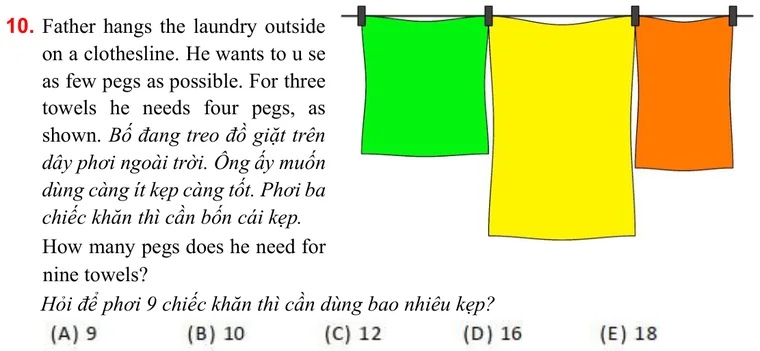 10. Father hangs the laundry outside
on a clothesline. He wants to u se
as few pegs as possible. For three
towels he needs four pegs, as
shown. Bố đang treo đồ giặt trên
dây phơi ngoài trời. Ông ấy muốn
dùng càng ít kẹp càng tốt. Phơi ba
chiếc khăn thì cần bốn cái kẹp.
How many pegs does he need for
nine towels?
Hỏi để phơi 9 chiếc khăn thì cần dùng bao nhiêu kẹp?
(A) 9 (B) 10 (C) 12 (D) 16 (E) 18